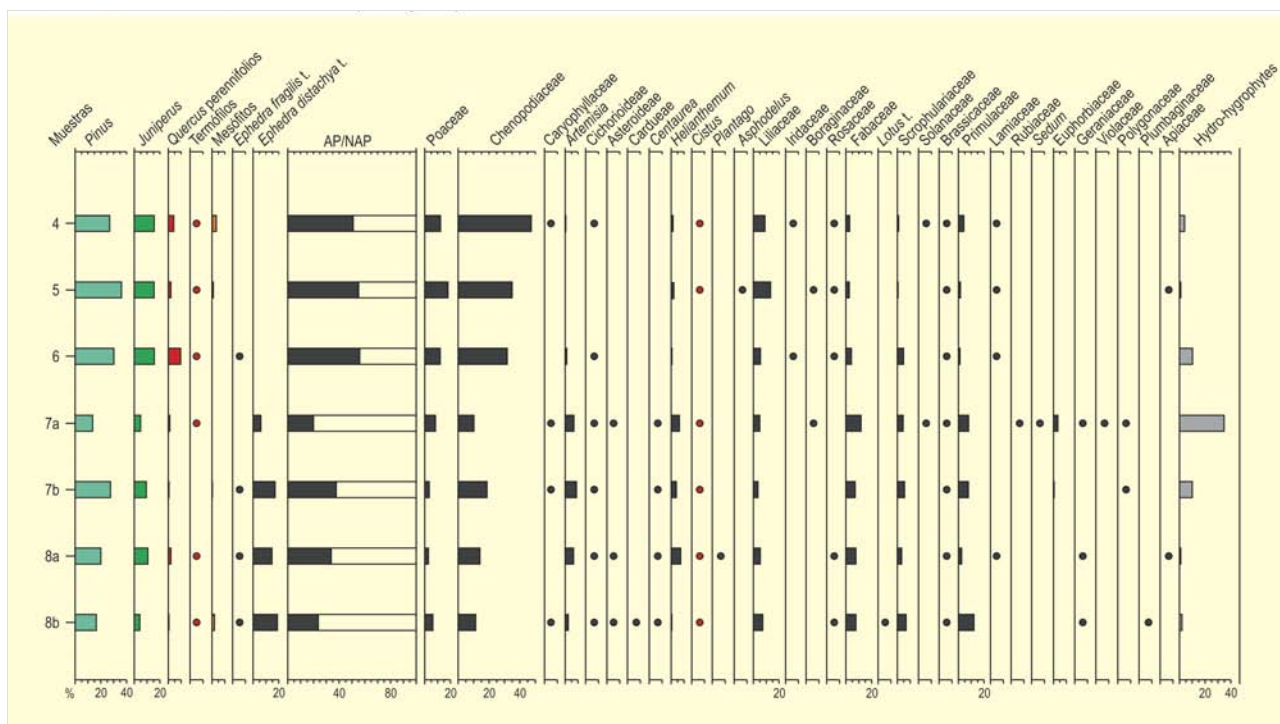 Muestras
Pinus
Juniperus
Quercus perennifolios
Termófilos
Mesófitos
Ephedra fragilis t.
Ephedra distachya t.
AP/NAP
Poaceae
Chenopodiaceae
Caryophyllaceae
Artemisia
Cichorioideae
Asteroideae
Cardueae
Centaurea
Helianthemum
Cistus
Plantago
Asphodelus
Liliaceae
Iridaceae
Boraginaceae
Rosaceae
Fabaceae
Lotus t.
Scrophulariaceae
Solanaceae
Brassicaceae
Primulaceae
Lamiaceae
Rubiaceae
Sedum
Euphorbiaceae
Geraniaceae
Violaceae
Polygonaceae
Plumbaginaceae
Apiaceae
Hydro-hygrophytes
4
5
6
7a
7b
8a
8b
% 20 40 20 20 40 80 20 20 40 20 20 20 20 40